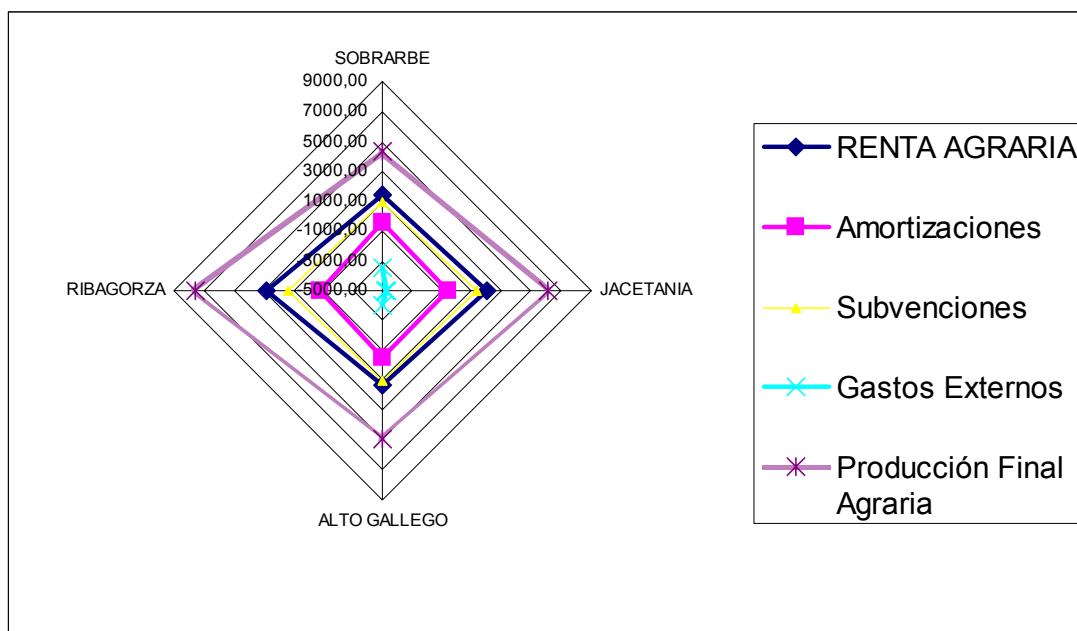 SOBRARBE
9000,00
7000,00
5000,00
3000,00
1000,00
-1000,00
-3000,00
-5000,00
RIBAGORZA
JACETANIA
ALTO GALLEGO
RENTA AGRARIA
Amortizaciones
Subvenciones
Gastos Externos
Producción Final
Agraria